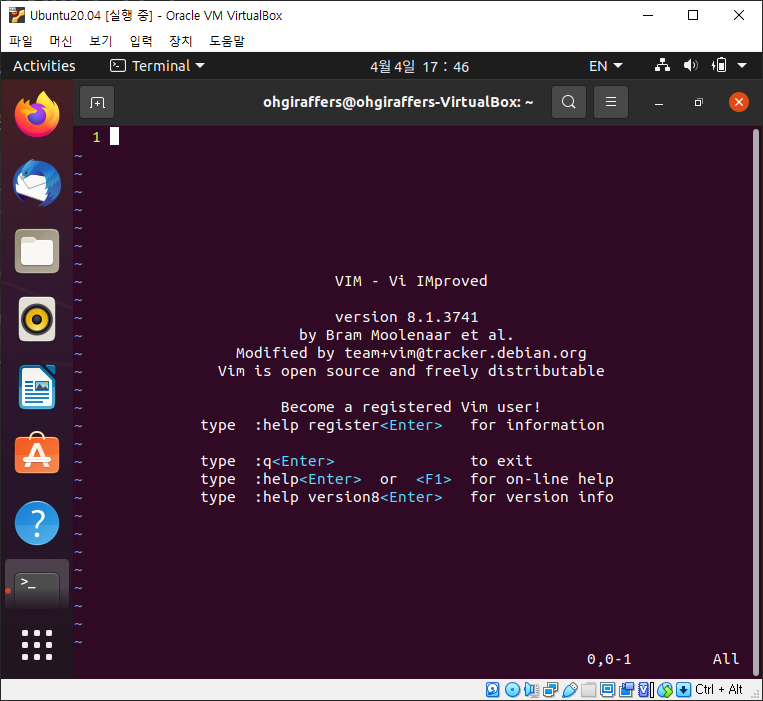 Ubuntu20.04 [실행 중] - Oracle VM VirtualBox
파일 머신 보기 입력 장치 도움말
Activities Terminal 4월 4일 17 : 46 EN
ohgiraffers@ohgiraffers-VirtualBox: ~
1
~
~
~
~
~
~
~
~ VIM - Vi IMproved
~
~ version 8.1.3741
~ by Bram Moolenaar et al.
~ Modified by team+vim@tracker.debian.org
~ Vim is open source and freely distributable
~
~ Become a registered Vim user!
~ type :help register<Enter> for information
~
~ type :q<Enter> to exit
~ type :help<Enter> or <F1> for on-line help
~ type :help version8<Enter> for version info
~
~
~
~
~
~
~
~
0,0-1 All
Ctrl + Alt